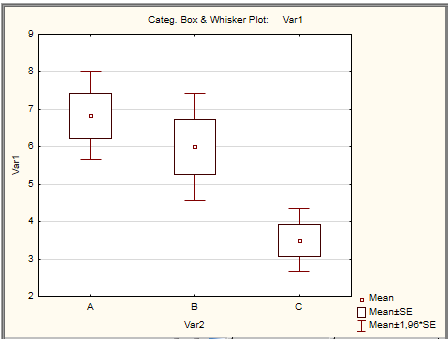 Categ. Box & Whisker Plot: Var1
9
8
7
6
5
4
3
2
Var1
A B C
Var2
Mean
Mean±SE
Mean±1,96*SE